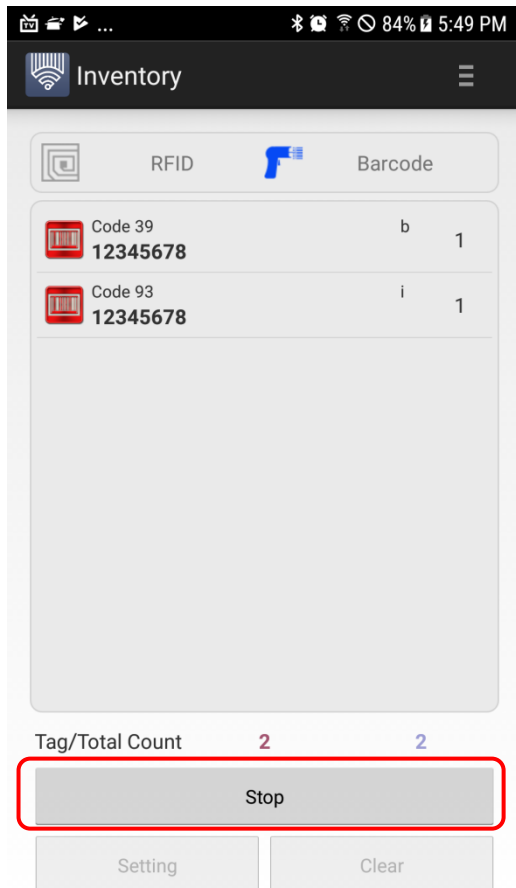 TV ... 84% 5:49 PM
Inventory
RFID Barcode
Code 39 b
12345678 1
Code 93 i
12345678 1
Tag/Total Count 2 2
Stop
Setting Clear